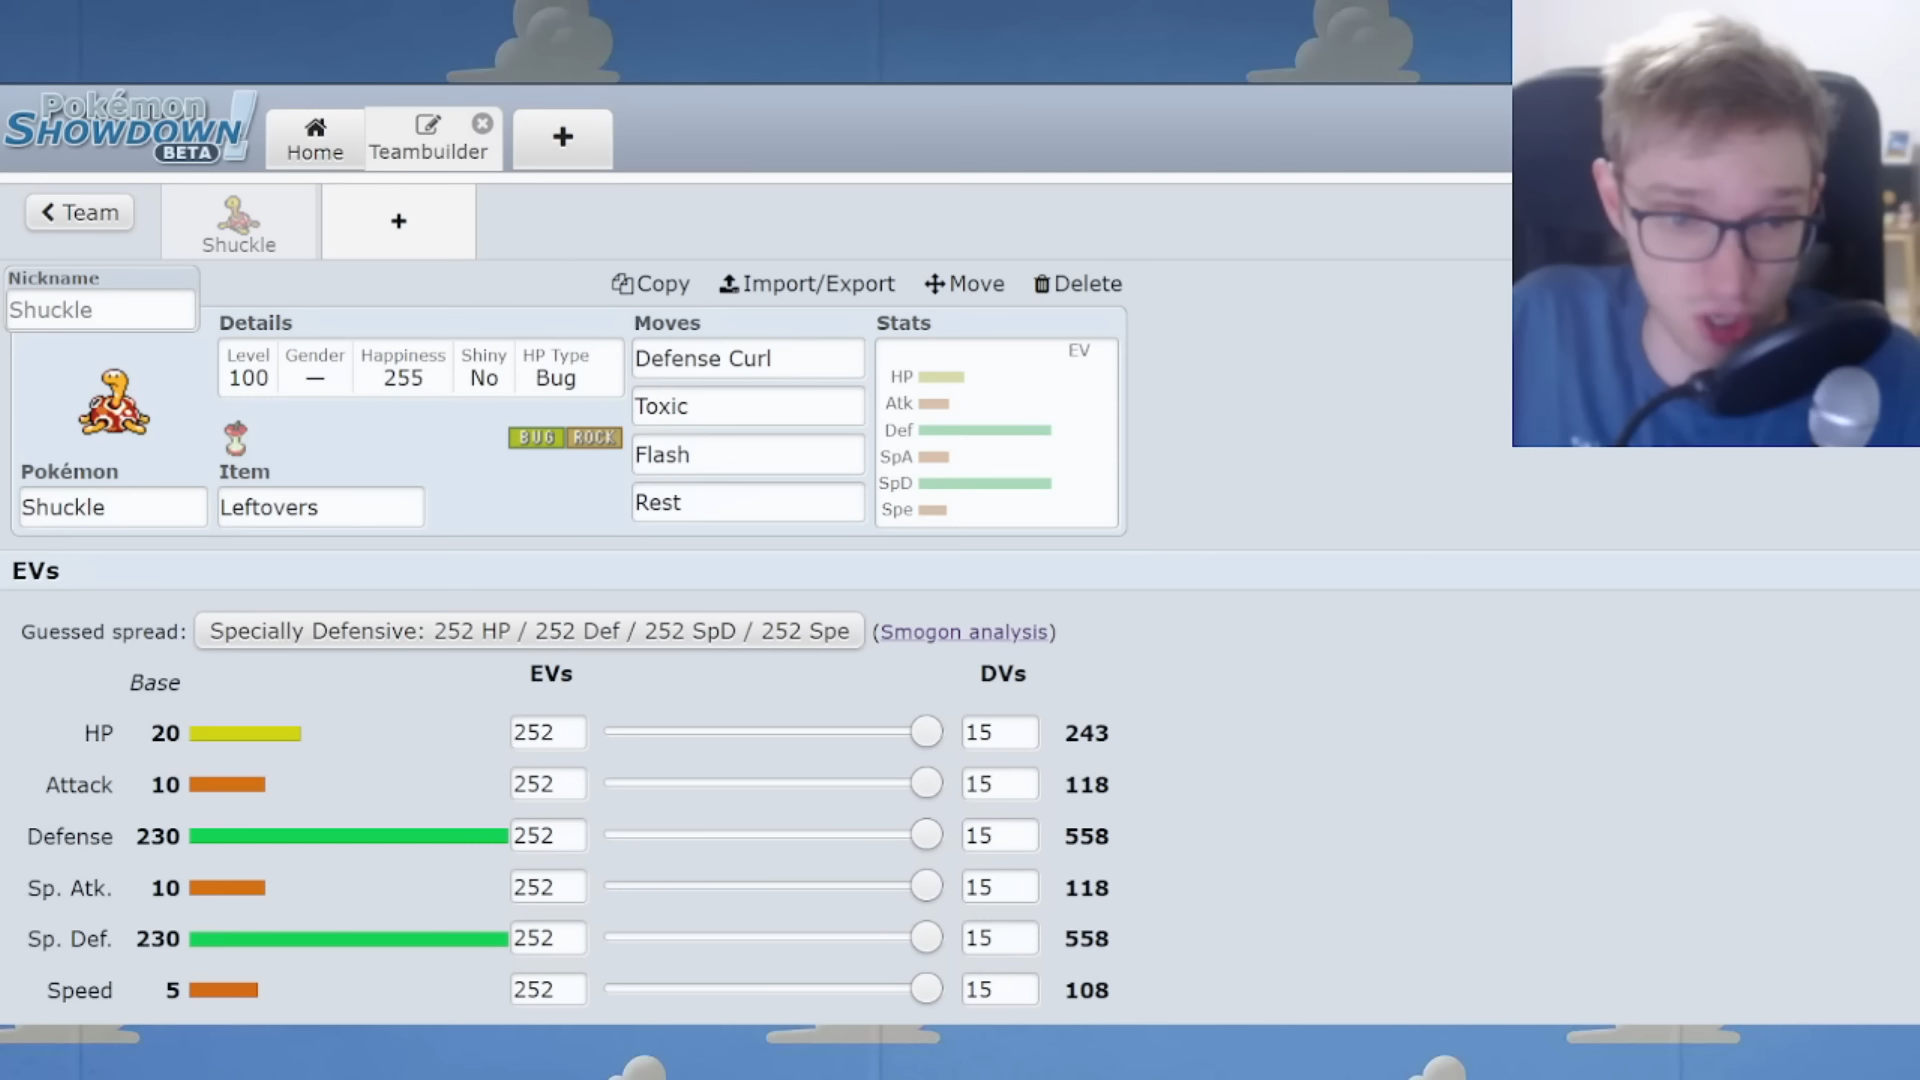 Pokémon
SHOWDOWN!
BETA
Home
Teambuilder
+
Team
Shuckle
+
Nickname
Shuckle
Copy
Import/Export
Move
Delete
Details
Moves
Stats
Level
Gender
Happiness
Shiny
HP Type
100
—
255
No
Bug
Defense Curl
Toxic
Flash
Rest
EV
HP
Atk
Def
SpA
SpD
Spe
BUG
ROCK
Pokémon
Item
Shuckle
Leftovers
EVs
Guessed spread: Specially Defensive: 252 HP / 252 Def / 252 SpD / 252 Spe (Smogon analysis)
Base EVs DVs
HP 20 252 15 243
Attack 10 252 15 118
Defense 230 252 15 558
Sp. Atk. 10 252 15 118
Sp. Def. 230 252 15 558
Speed 5 252 15 108